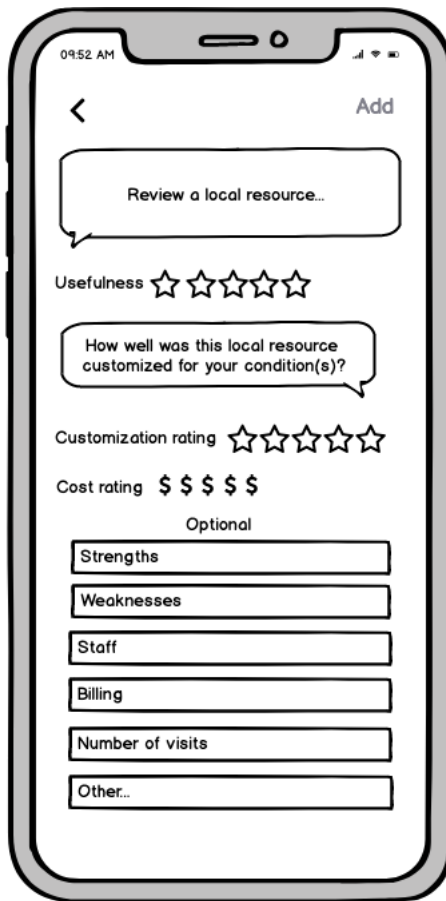 09:52 AM
Add
Review a local resource...
Usefulness
How well was this local resource
customized for your condition(s)?
Customization rating
Cost rating $ $ $ $ $
Optional
Strengths
Weaknesses
Staff
Billing
Number of visits
Other...